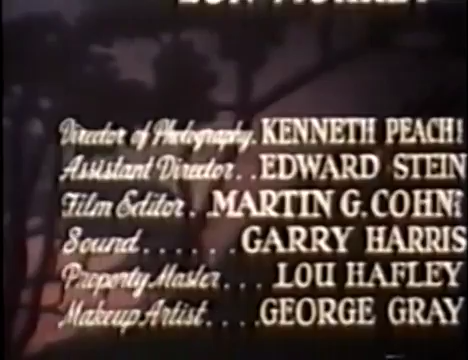 Director of Photography. KENNETH PEACH
Assistant Director. . EDWARD STEIN
Film Editor. . MARTIN G. COHN
Sound. . . . . . . GARRY HARRIS
Property Master. . . LOU HAFLEY
Makeup Artist. . . . GEORGE GRAY